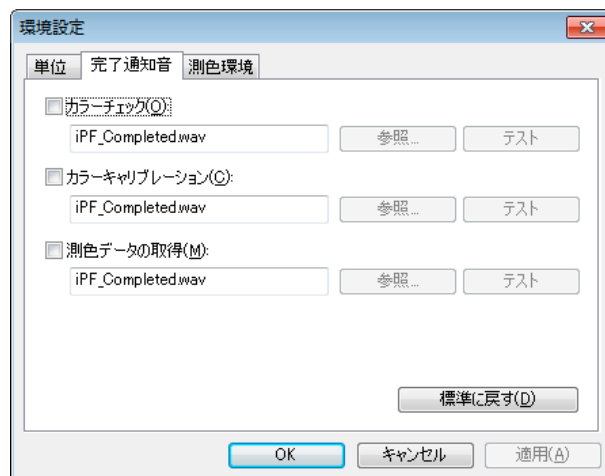 環境設定
単位 完了通知音 測色環境
カラーチェック(O):
iPF_Completed.wav 参照... テスト
カラーキャリブレーション(C):
iPF_Completed.wav 参照... テスト
測色データの取得(M):
iPF_Completed.wav 参照... テスト
標準に戻す(D)
OK キャンセル 適用(A)